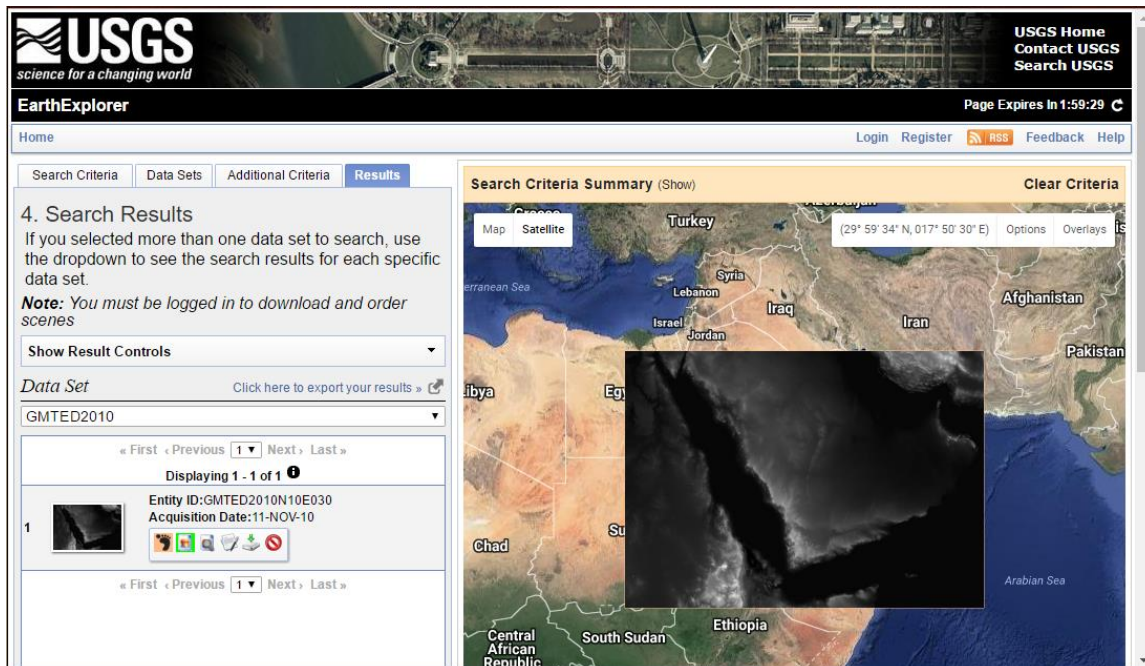 USGS
science for a changing world
USGS Home
Contact USGS
Search USGS
EarthExplorer
Page Expires In 1:59:29
Home
Login Register RSS Feedback Help
Search Criteria Data Sets Additional Criteria Results
4. Search Results
If you selected more than one data set to search, use
the dropdown to see the search results for each specific
data set.
Note: You must be logged in to download and order
scenes
Show Result Controls
Data Set
Click here to export your results »
GMTED2010
« First ‹ Previous 1 Next › Last »
Displaying 1 - 1 of 1
1
Entity ID:GMTED2010N10E030
Acquisition Date:11-NOV-10
« First ‹ Previous 1 Next › Last »
Search Criteria Summary (Show)
Clear Criteria
Map Satellite
(29° 59' 34" N, 017° 50' 30" E) Options Overlays
Turkey
Syria
Lebanon
Iraq
Israel
Jordan
Iran
Afghanistan
Pakistan
Chad
Arabian Sea
Ethiopia
South Sudan
Central
African
Republic